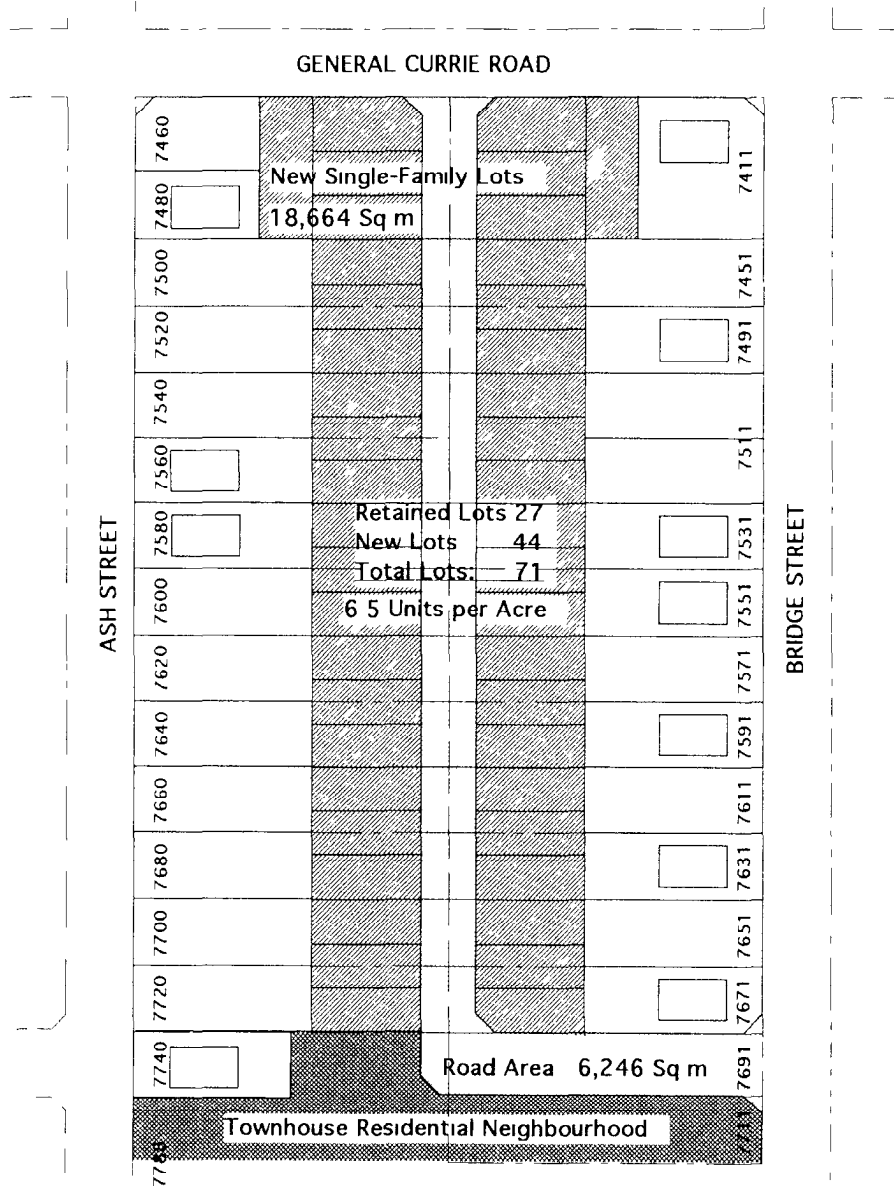 GENERAL CURRIE ROAD
7460
7480
7500
7520
7540
7560
7580
7600
7620
7640
7660
7680
7700
7720
7740
7788
ASH STREET
New Single-Family Lots
18,664 Sq m
Retained Lots 27
New Lots 44
Total Lots: 71
6 5 Units per Acre
7411
7451
7491
7511
7531
7551
7571
7591
7611
7631
7651
7671
7691
7711
BRIDGE STREET
Road Area 6,246 Sq m
Townhouse Residential Neighbourhood